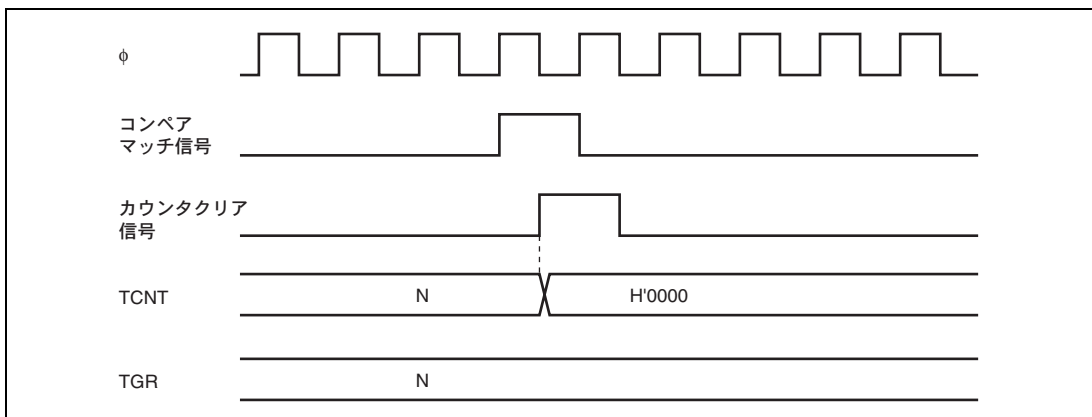 φ
コンペア
マッチ信号
カウンタクリア
信号
TCNT
N
H'0000
TGR
N